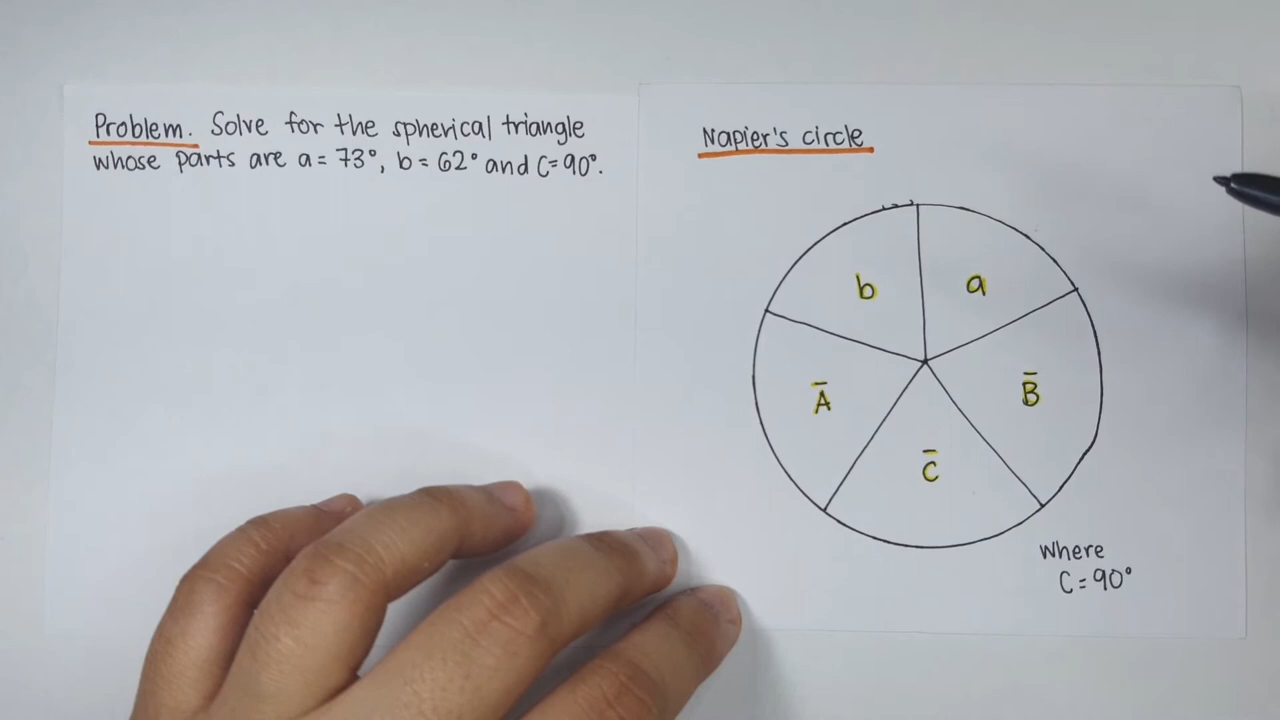 Problem. Solve for the spherical triangle
whose parts are a = 73°, b = 62° and C = 90°.
Napier's circle
b
a
A̅
B̅
c̅
Where
C = 90°